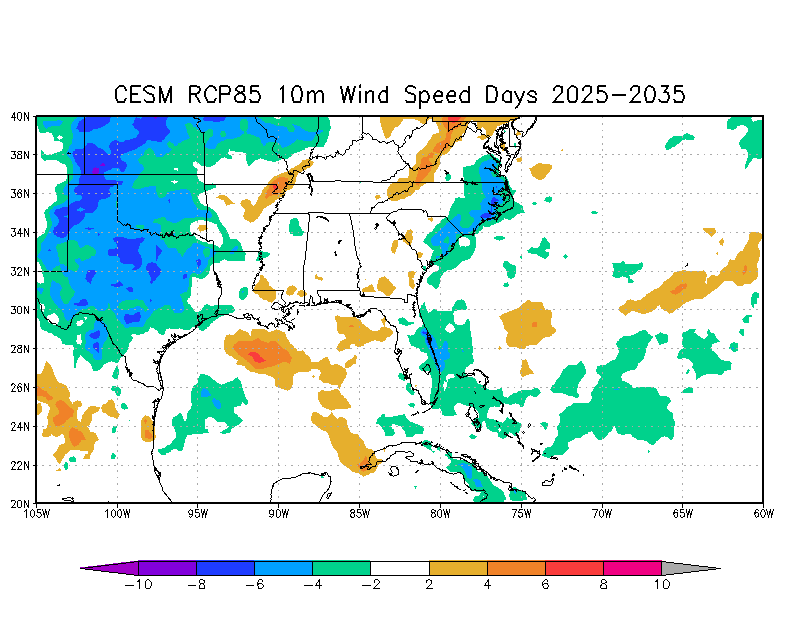 CESM RCP85 10m Wind Speed Days 2025-2035
40N
38N
36N
34N
32N
30N
28N
26N
24N
22N
20N
105W 100W 95W 90W 85W 80W 75W 70W 65W 60W
-10 -8 -6 -4 -2 2 4 6 8 10